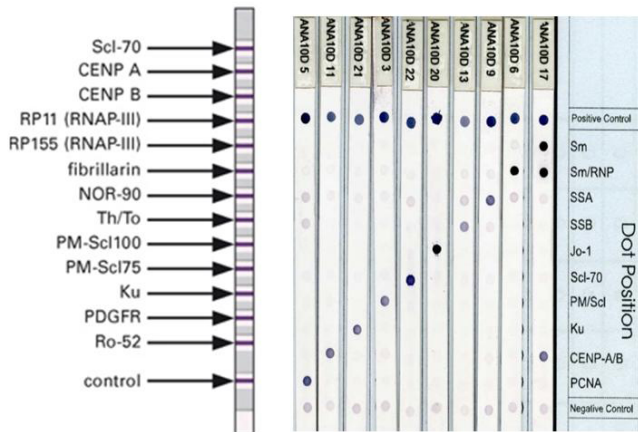 Scl-70
CENP A
CENP B
RP11 (RNAP-III)
RP155 (RNAP-III)
fibrillarin
NOR-90
Th/To
PM-Scl100
PM-Scl75
Ku
PDGFR
Ro-52
control
ANA10D 5
ANA10D 11
ANA10D 21
ANA10D 3
ANA10D 22
ANA10D 20
ANA10D 13
ANA10D 9
ANA10D 6
ANA10D 17
Positive Control
Sm
Sm/RNP
SSA
SSB
Jo-1
Scl-70
PM/Scl
Ku
CENP-A/B
PCNA
Negative Control
Dot Position